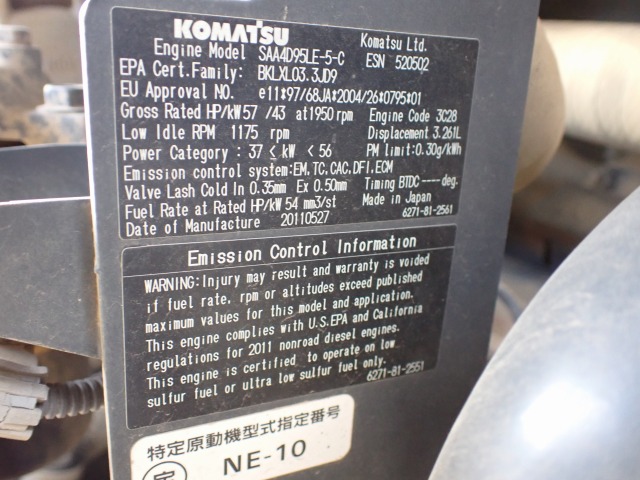 KOMATSU Komatsu Ltd.
Engine Model SAA4D95LE-5-C ESN 520502
EPA Cert.Family: BKLXL03.3JD9
EU Approval NO. e11*97/68JA*2004/26*0795*01
Gross Rated HP/kW 57 /43 at1950 rpm Engine Code 3C28
Low Idle RPM 1175 rpm Displacement 3.261L
Power Category : 37 ≤ kW < 56 PM limit:0.30g/kWh
Emission control system:EM,TC,CAC,DFI,ECM
Valve Lash Cold In 0.35mm Ex 0.50mm Timing BTDC ---- deg.
Fuel Rate at Rated HP/kW 54 mm3/st Made in Japan
Date of Manufacture 20110527 6271-81-2561
Emission Control Information
WARNING:Injury may result and warranty is voided
if fuel rate, rpm or altitudes exceed published
maximum values for this model and application.
This engine complies with U.S.EPA and California
regulations for 2011 nonroad diesel engines.
This engine is certified to operate on low
sulfur fuel or ultra low sulfur fuel only.
6271-81-2551
特定原動機型式指定番号
NE-10